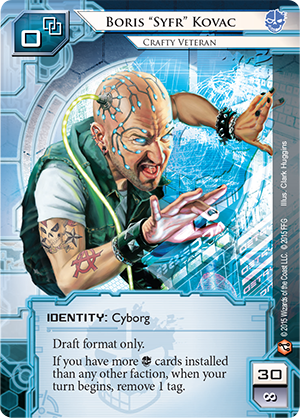 BORIS "SYFR" KOVAC
CRAFTY VETERAN
0
IDENTITY: Cyborg
Draft format only.
If you have more cards installed
than any other faction, when your
turn begins, remove 1 tag.
30
∞
Illus. Clark Huggins
© 2015 Wizards of the Coast LLC. © 2015 FFG